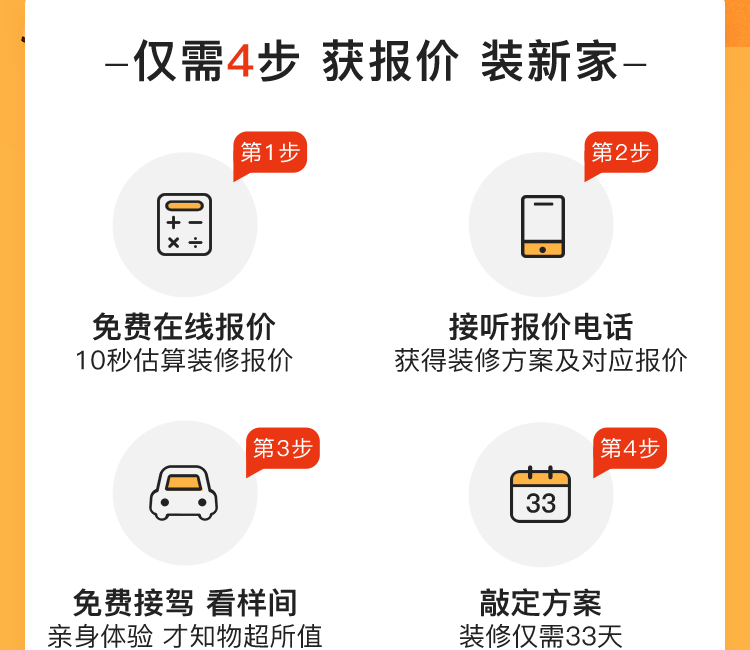 仅需4步 获报价 装新家
第1步
免费在线报价
10秒估算装修报价
第2步
接听报价电话
获得装修方案及对应报价
第3步
免费接驾 看样间
亲身体验 才知物超所值
第4步
33
敲定方案
装修仅需33天